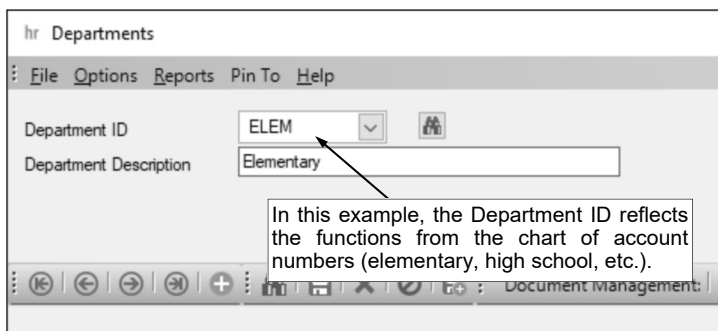 hr Departments
File Options Reports Pin To Help
Department ID ELEM
Department Description Elementary
In this example, the Department ID reflects
the functions from the chart of account
numbers (elementary, high school, etc.).
Document Management: